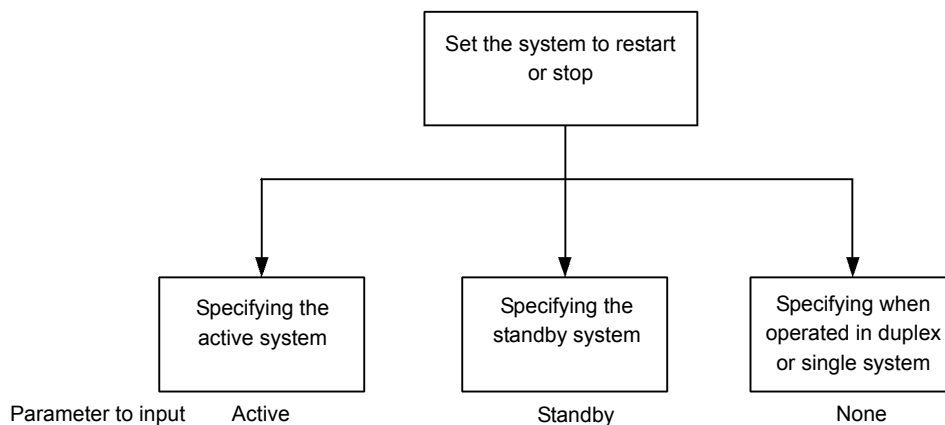 Set the system to restart
or stop
Specifying the
active system
Specifying the
standby system
Specifying when
operated in duplex
or single system
Parameter to input Active Standby None